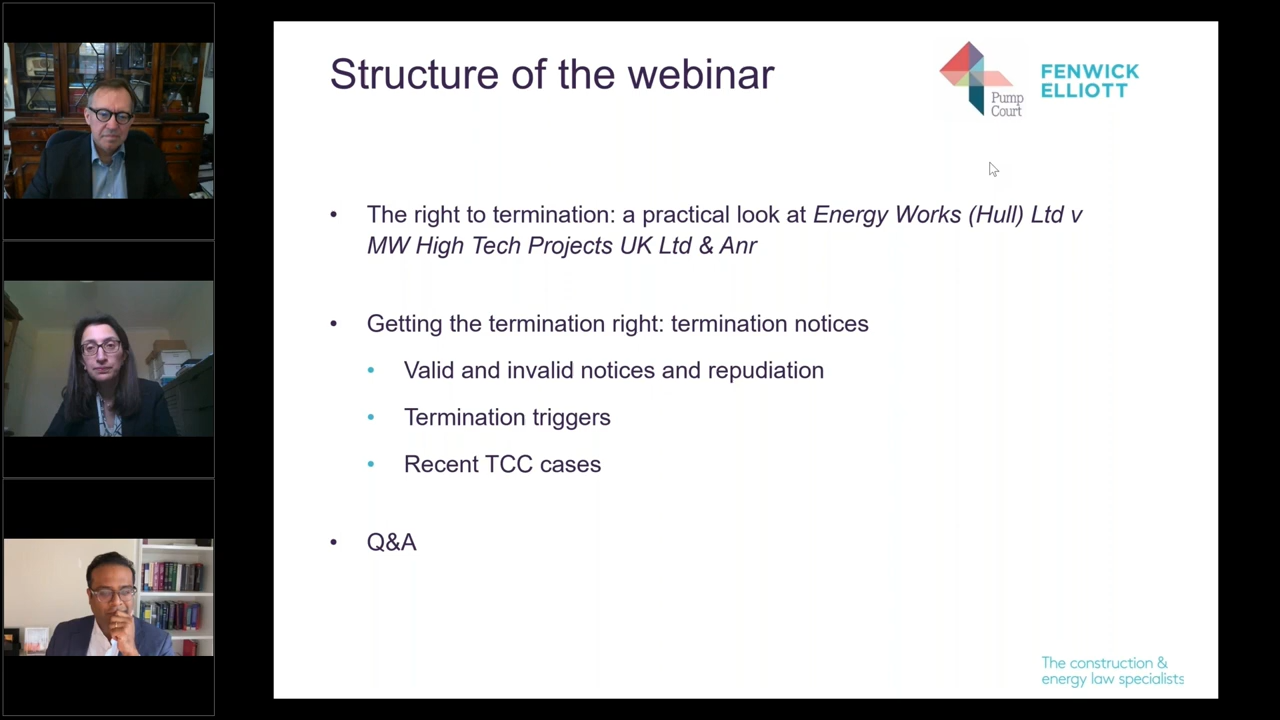 Structure of the webinar
Pump
Court
FENWICK
ELLIOTT
• The right to termination: a practical look at Energy Works (Hull) Ltd v
MW High Tech Projects UK Ltd & Anr
• Getting the termination right: termination notices
• Valid and invalid notices and repudiation
• Termination triggers
• Recent TCC cases
• Q&A
The construction &
energy law specialists